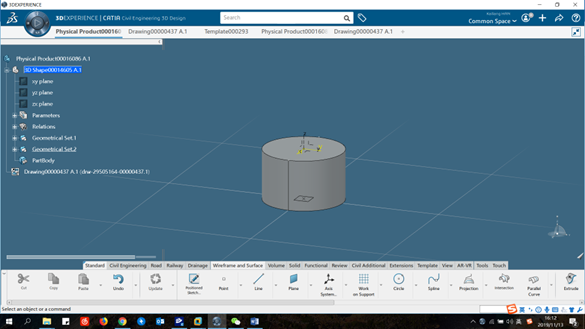 3DEXPERIENCE
3DEXPERIENCE | CATIA Civil Engineering 3D Design
Search
Common Space
Physical Product000160 Drawing00000437 A.1 Template000293 Physical Product000160 Drawing00000437 A.1 +
Physical Product00016086 A.1
3D Shape00014605 A.1
xy plane
yz plane
zx plane
Parameters
Relations
Geometrical Set.1
Geometrical Set.2
PartBody
Drawing00000437 A.1 (drw-29505164-00000437.1)
Standard Civil Engineering Road Railway Drainage Wireframe and Surface Volume Solid Functional Review Civil Additional Extensions Template View AR-VR Tools Touch
Cut Copy Paste Undo Update Positioned Sketch... Point Line Plane Axis System... Work on Support Circle Spline Projection Intersection Parallel Curve Extrude
Select an object or a command
16:12
2019/11/13